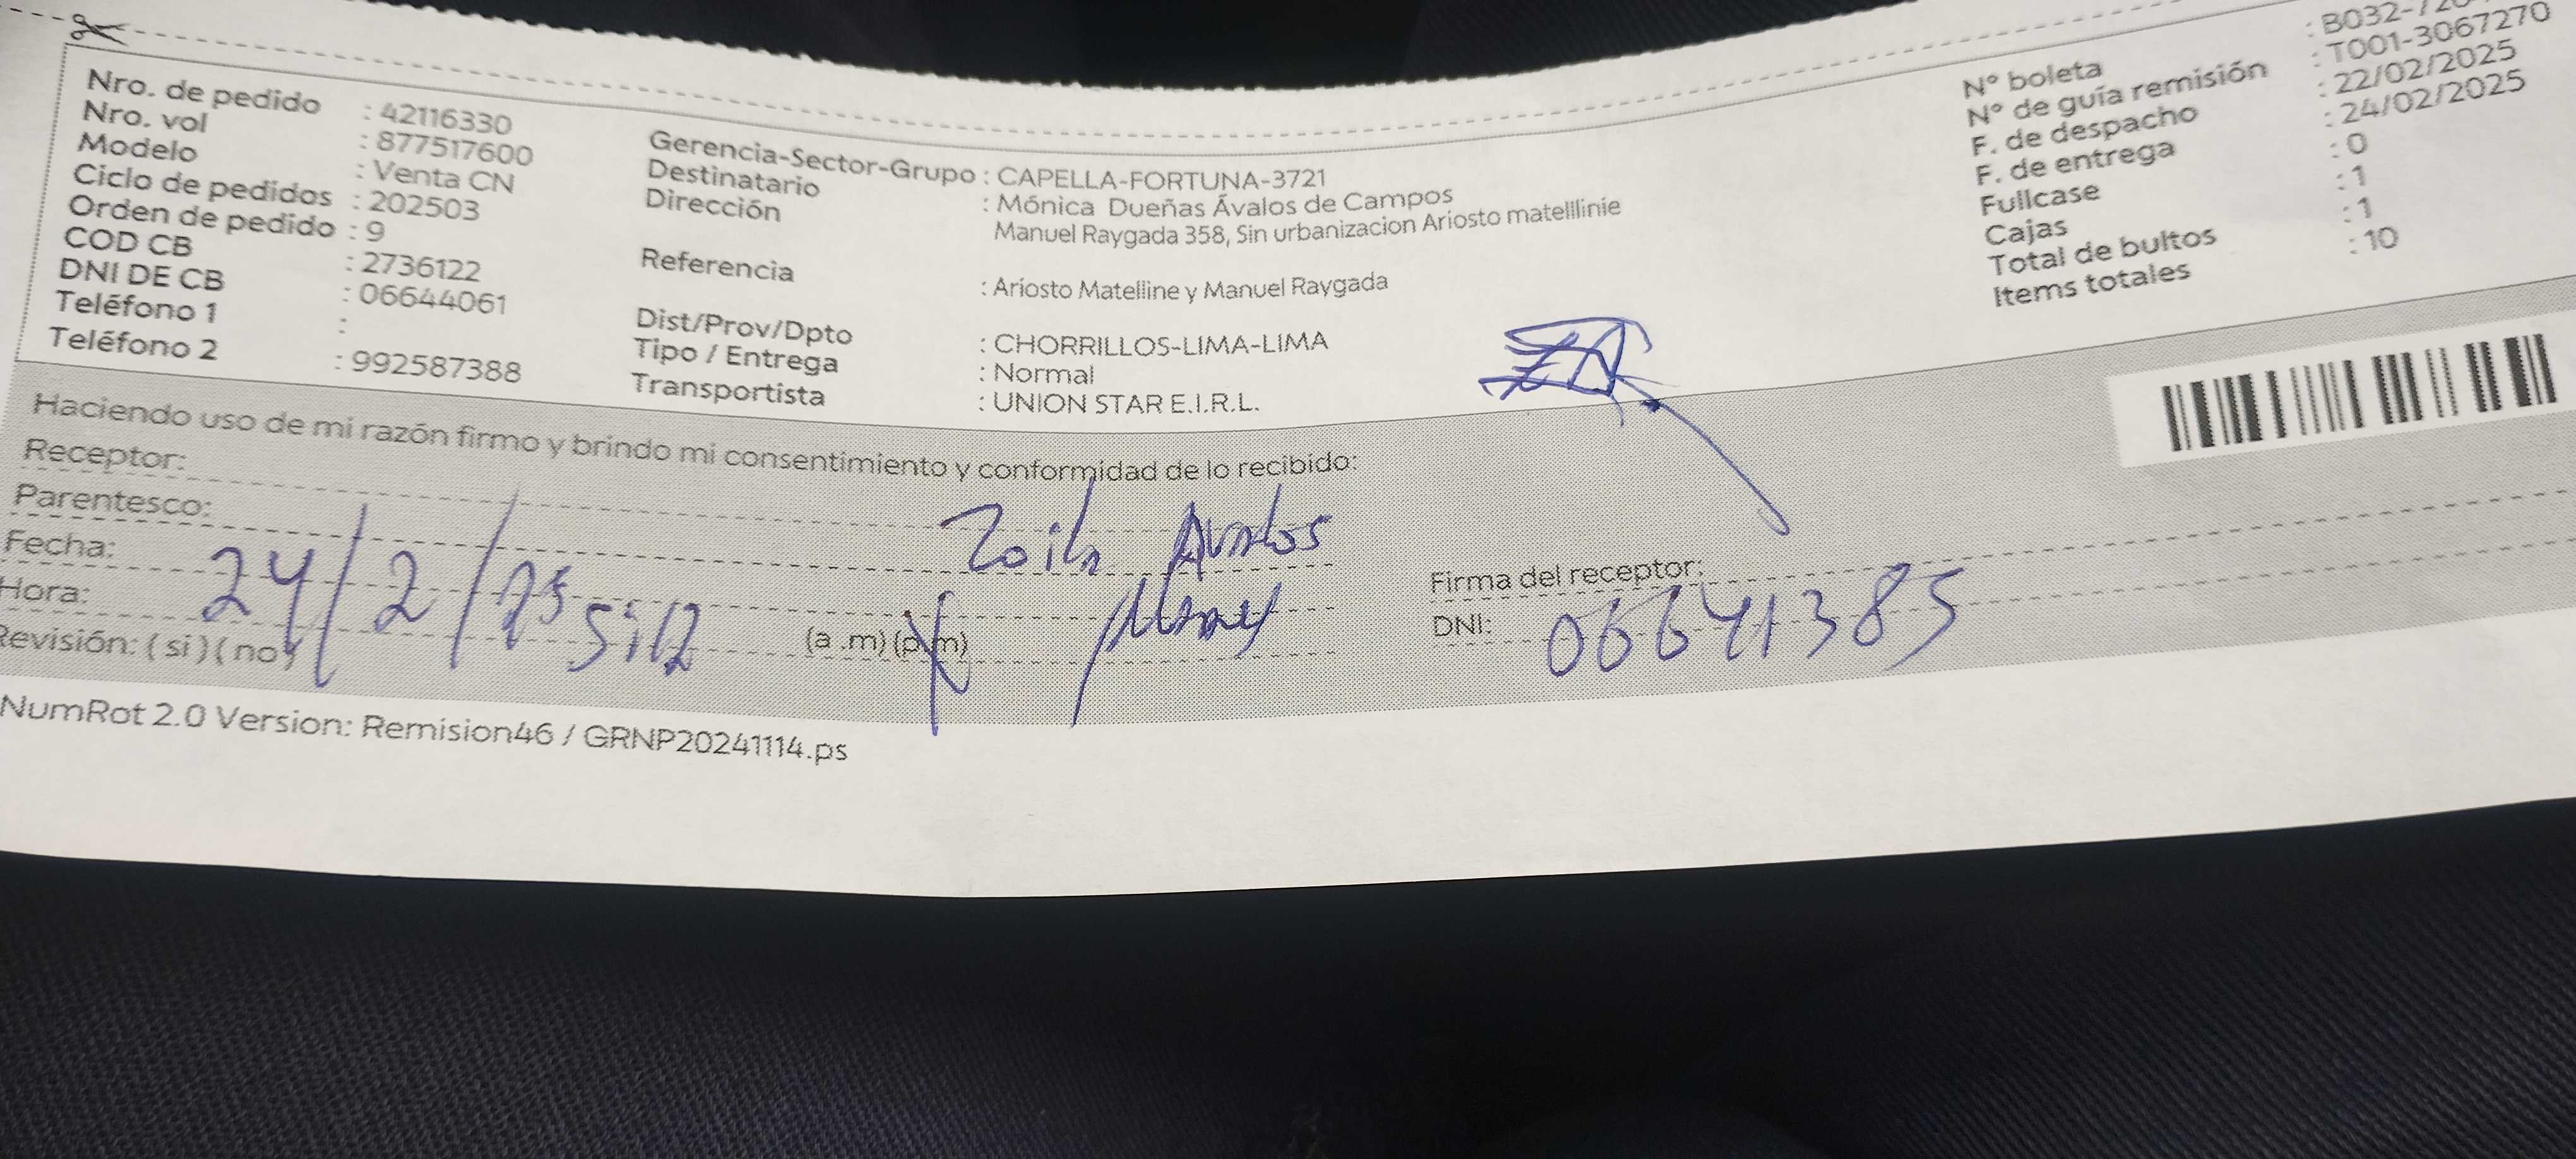 Nro. de pedido : 42116330
Nro. vol : 877517600
Modelo : Venta CN
Ciclo de pedidos : 202503
Orden de pedido : 9
COD CB : 2736122
DNI DE CB : 06644061
Teléfono 1 :
Teléfono 2 : 992587388
Gerencia-Sector-Grupo : CAPELLA-FORTUNA-3721
Destinatario : Mónica Dueñas Ávalos de Campos
Dirección
Manuel Raygada 358, Sin urbanizacion Ariosto matelllinie
Referencia : Ariosto Matelline y Manuel Raygada
Dist/Prov/Dpto : CHORRILLOS-LIMA-LIMA
Tipo / Entrega : Normal
Transportista : UNION STAR E.I.R.L.
N° boleta : B032-
N° de guía remisión : T001-3067270
F. de despacho : 22/02/2025
F. de entrega : 24/02/2025
Fullcase : 0
Cajas : 1
Total de bultos : 1
Items totales : 10
Haciendo uso de mi razón firmo y brindo mi consentimiento y conformidad de lo recibido:
Receptor: Zoila Avalos
Parentesco:
Fecha: 24/2/25
Hora: (a .m) (p.m)
Revisión: ( si ) ( no )
Firma del receptor:
DNI: 06641385
NumRot 2.0 Version: Remision46 / GRNP20241114.ps